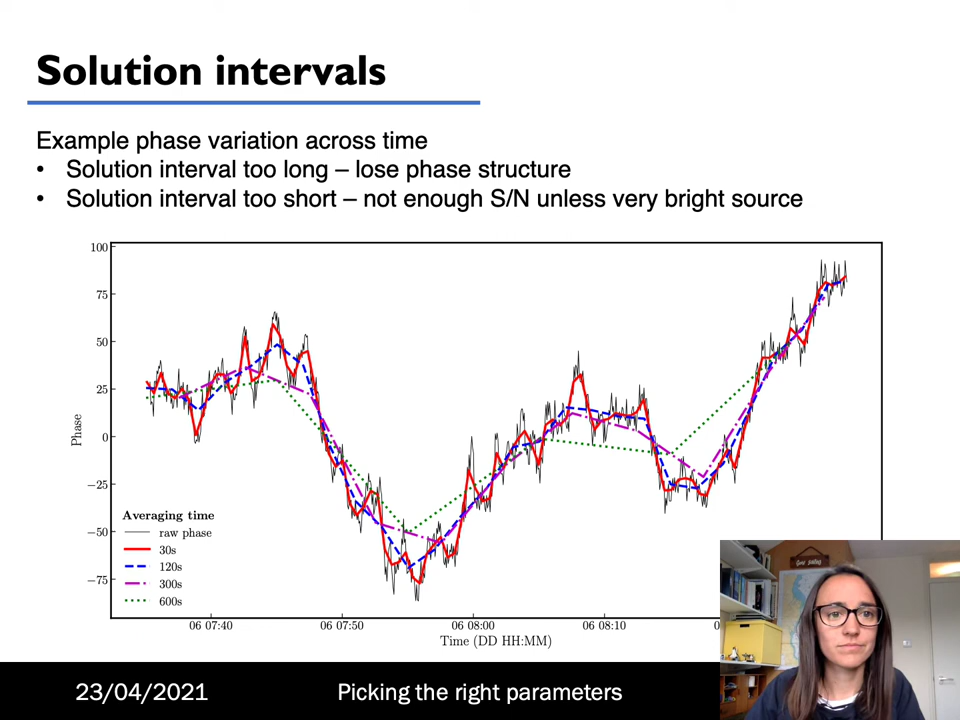 Solution intervals
Example phase variation across time
• Solution interval too long – lose phase structure
• Solution interval too short – not enough S/N unless very bright source
100
75
50
25
0
−25
−50
−75
Phase
Averaging time
raw phase
30s
120s
300s
600s
06 07:40 06 07:50 06 08:00 06 08:10
Time (DD HH:MM)
23/04/2021 Picking the right parameters